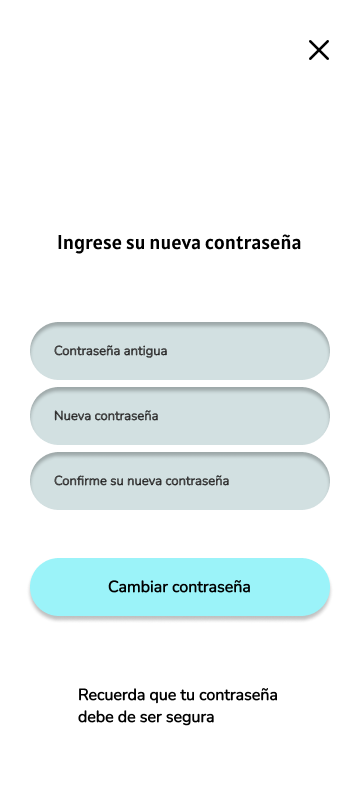 Ingrese su nueva contraseña
Contraseña antigua
Nueva contraseña
Confirme su nueva contraseña
Cambiar contraseña
Recuerda que tu contraseña
debe de ser segura